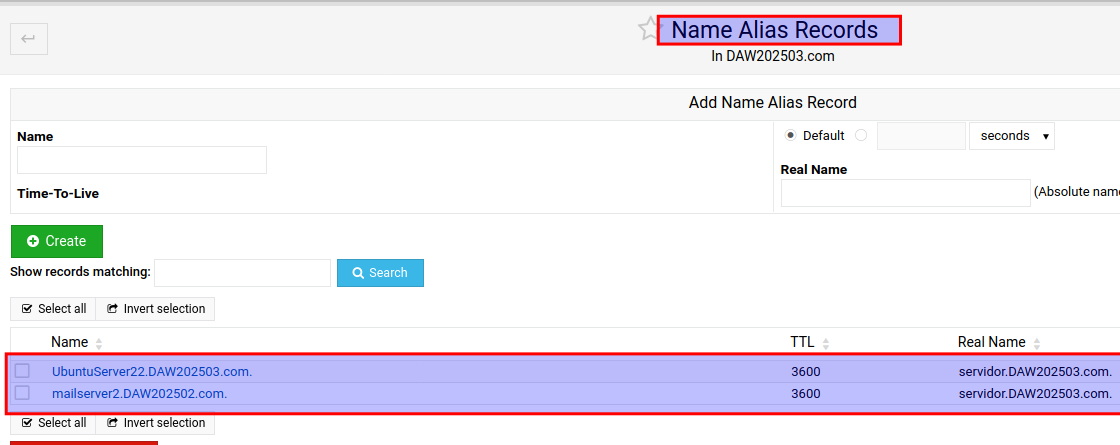 Name Alias Records
In DAW202503.com
Add Name Alias Record
Name
Default seconds
Time-To-Live
Real Name
(Absolute name
Create
Show records matching: Search
Select all Invert selection
Name TTL Real Name
UbuntuServer22.DAW202503.com. 3600 servidor.DAW202503.com.
mailserver2.DAW202502.com. 3600 servidor.DAW202503.com.
Select all Invert selection